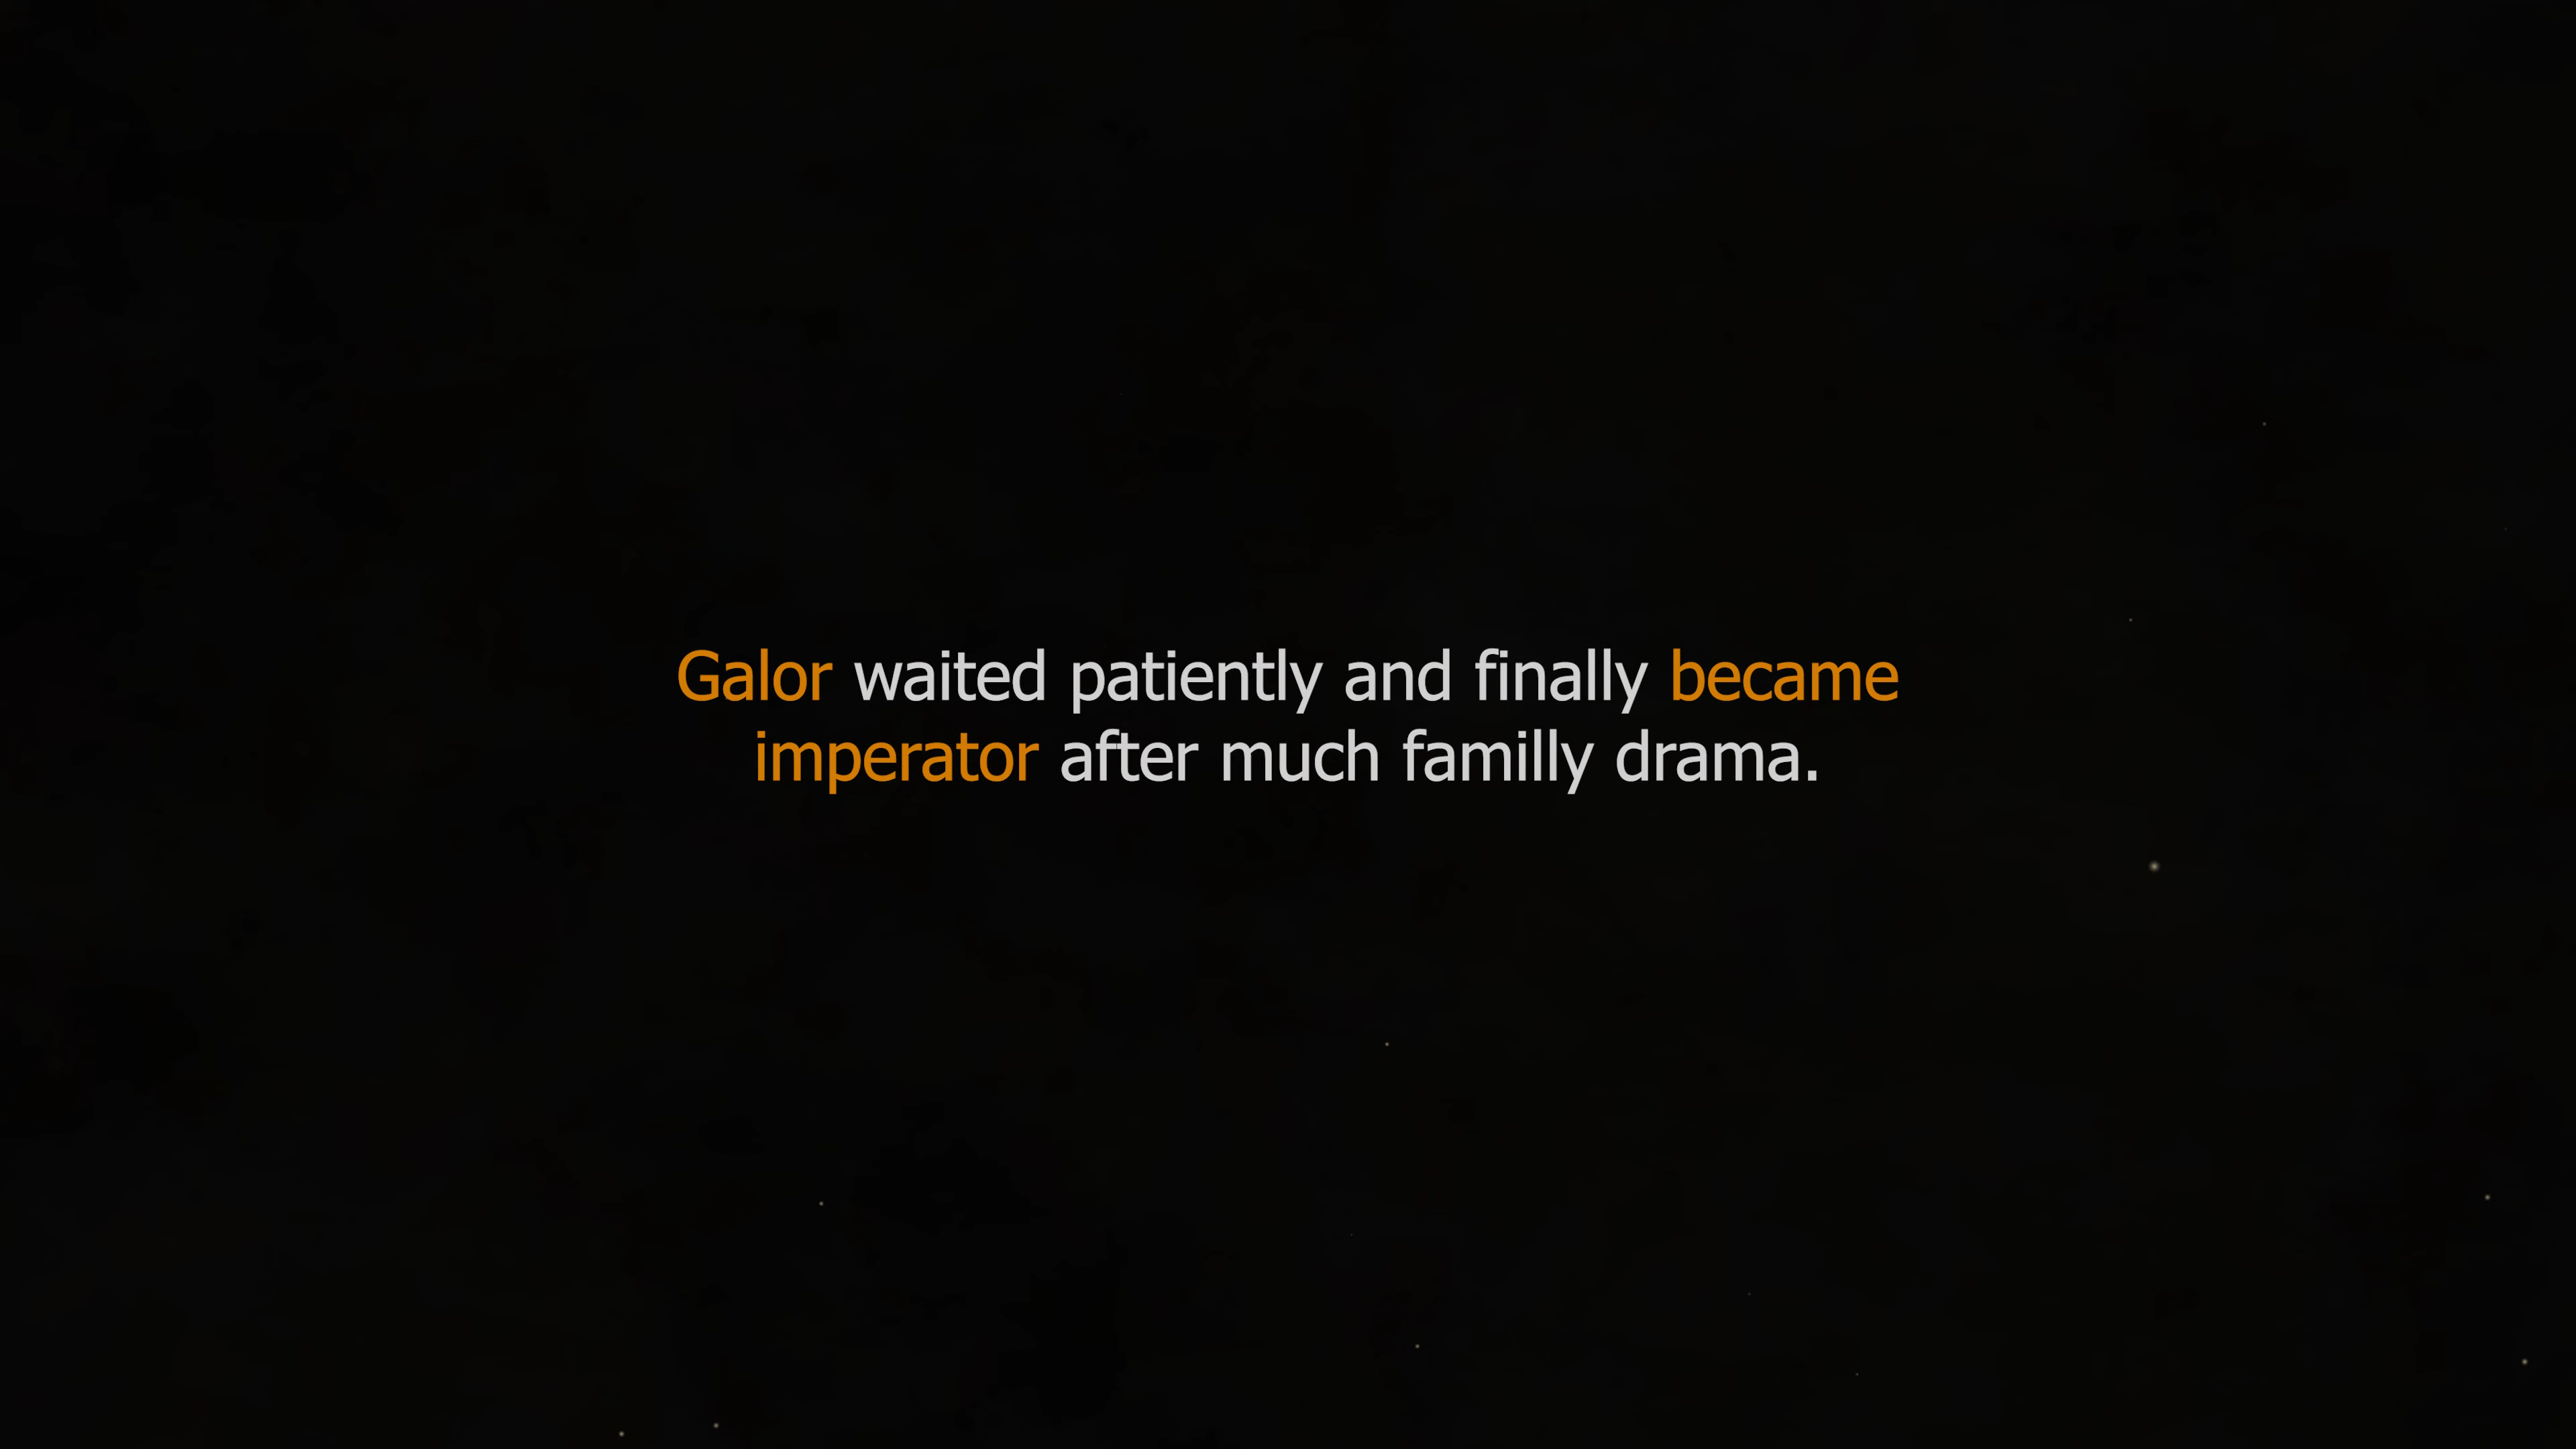 Galor waited patiently and finally became
imperator after much familly drama.